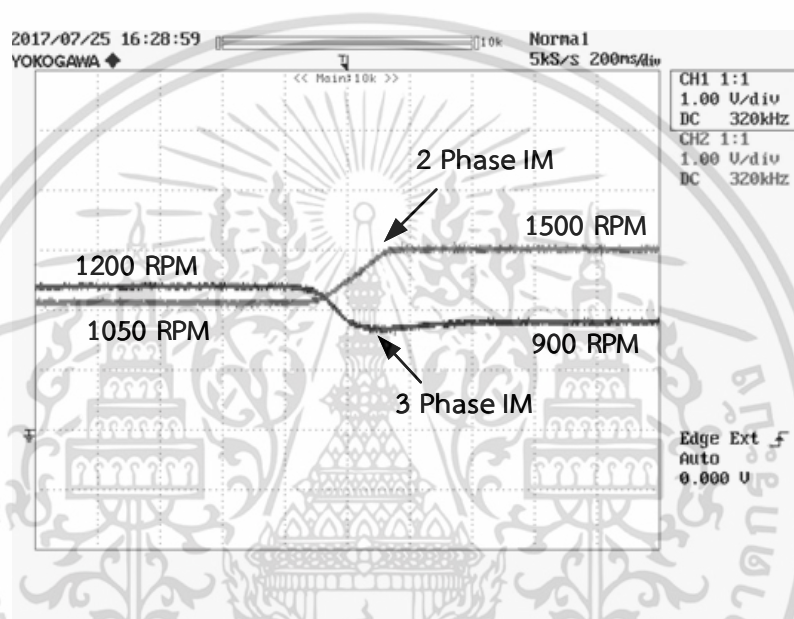 2017/07/25 16:28:59
10k
Normal
YOKOGAWA
5kS/s 200ms/div
<< Main:10k >>
CH1 1:1
1.00 V/div
DC 320kHz
CH2 1:1
1.00 V/div
DC 320kHz
2 Phase IM
1500 RPM
1200 RPM
1050 RPM
900 RPM
3 Phase IM
Edge Ext
Auto
0.000 V